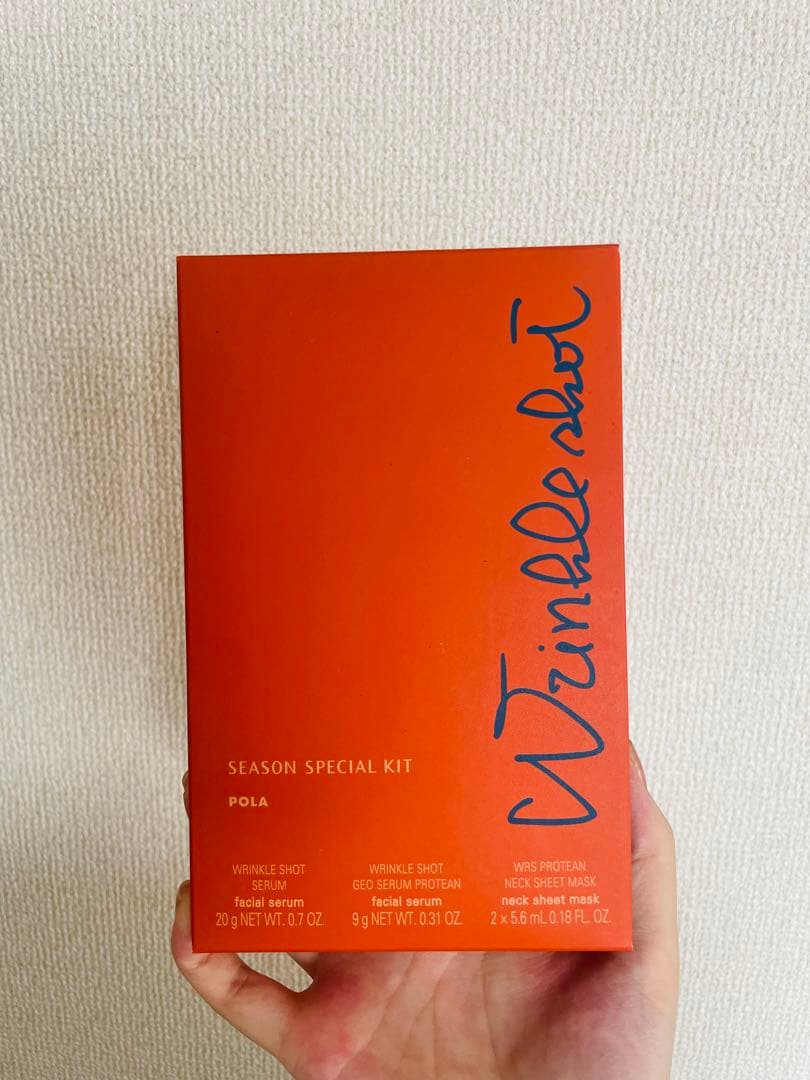 Wrinkle shot
SEASON SPECIAL KIT
POLA
WRINKLE SHOT
SERUM
facial serum
20 g NET WT. 0.7 OZ.
WRINKLE SHOT
GEO SERUM PROTEAN
facial serum
9 g NET WT. 0.31 OZ.
WRS PROTEAN
NECK SHEET MASK
neck sheet mask
2 x 5.6 mL 0.18 FL. OZ.